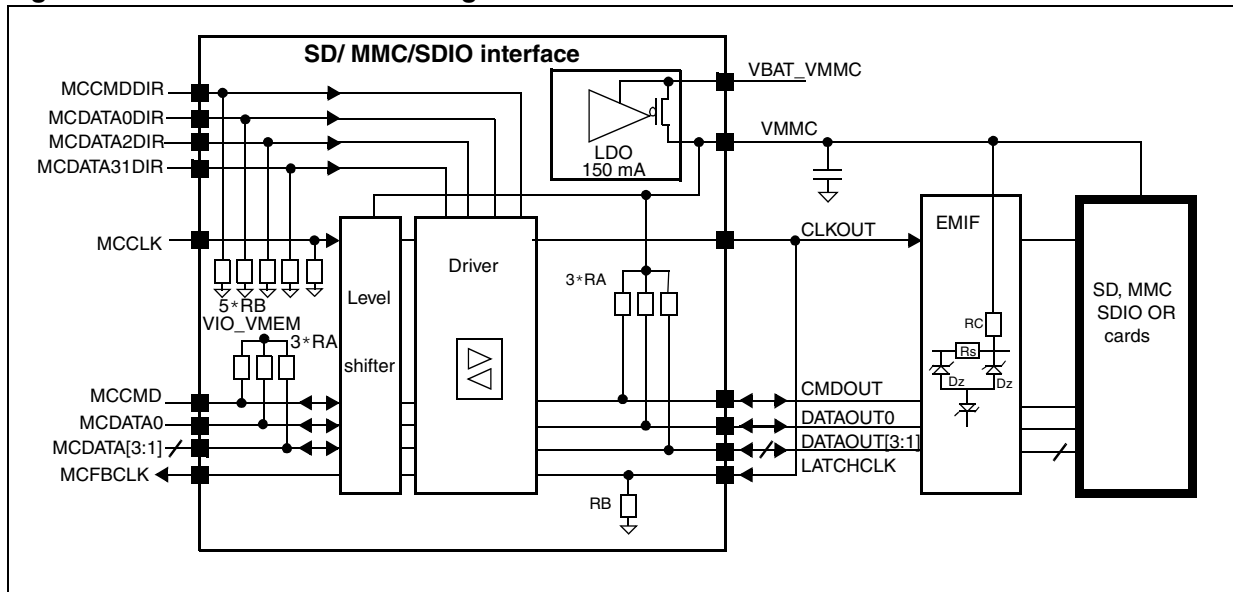 SD/ MMC/SDIO interface
MCCMDDIR
MCDATA0DIR
MCDATA2DIR
MCDATA31DIR
MCCLK
5*RB
VIO_VMEM
3*RA
MCCMD
MCDATA0
MCDATA[3:1]
MCFBCLK
Level
shifter
Driver
LDO
150 mA
3*RA
RB
VBAT_VMMC
VMMC
CLKOUT
CMDOUT
DATAOUT0
DATAOUT[3:1]
LATCHCLK
EMIF
RC
Rs
Dz
Dz
SD, MMC
SDIO OR
cards